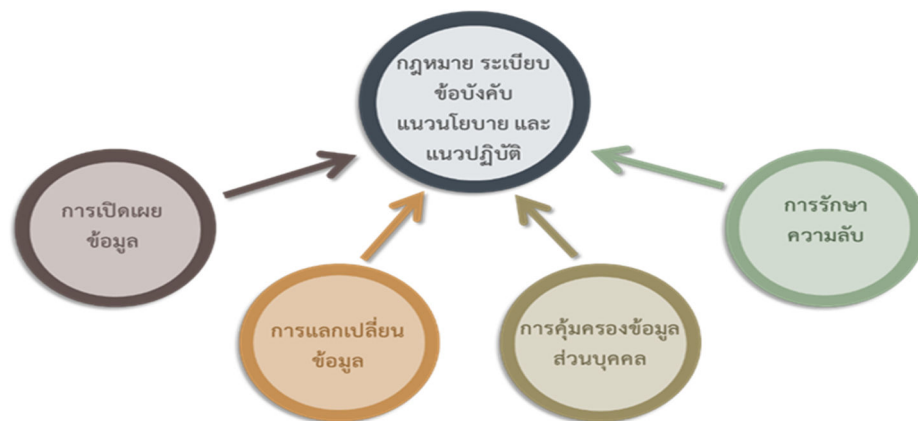 กฎหมาย ระเบียบ
ข้อบังคับ
แนวนโยบาย และ
แนวปฏิบัติ
การเปิดเผย
ข้อมูล
การแลกเปลี่ยน
ข้อมูล
การคุ้มครองข้อมูล
ส่วนบุคคล
การรักษา
ความลับ